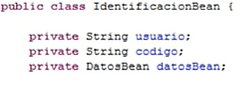 public class IdentificacionBean {
private String usuario;
private String codigo;
private DatosBean datosBean;